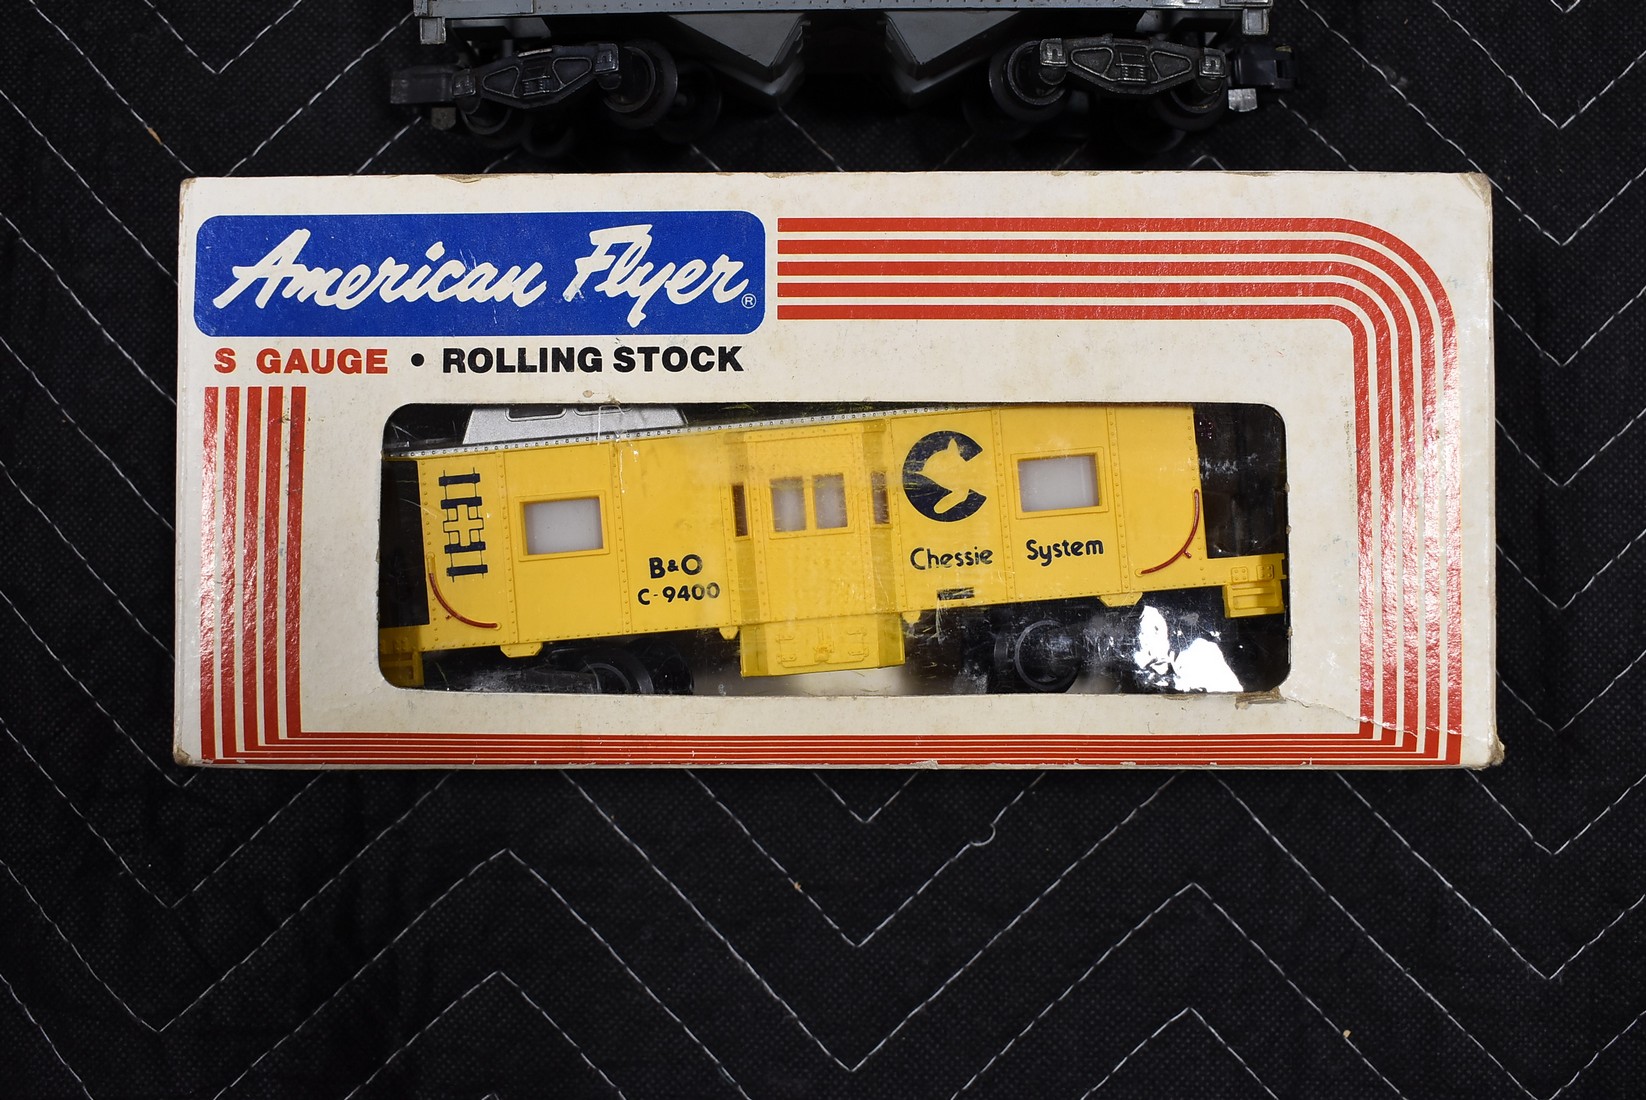 American Flyer®
S GAUGE • ROLLING STOCK
B&O
C-9400
Chessie System